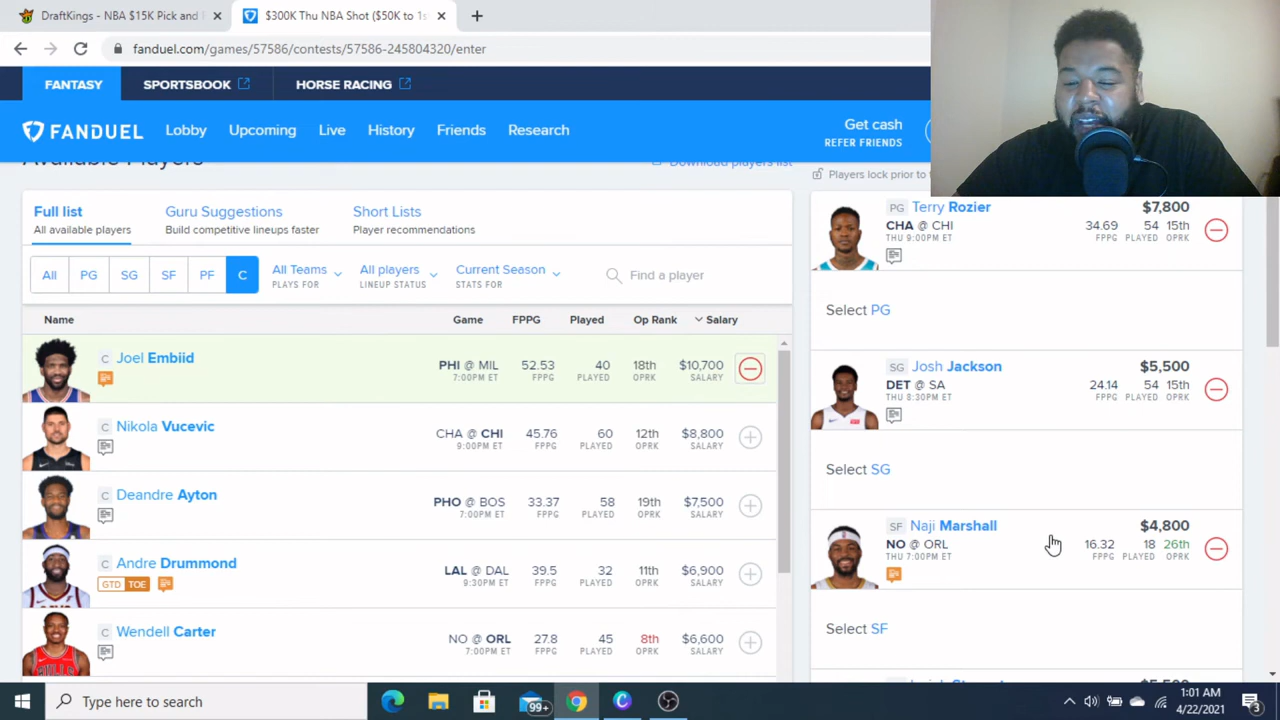 DraftKings - NBA $15K Pick and
$300K Thu NBA Shot ($50K to 1s
fanduel.com/games/57586/contests/57586-245804320/enter
FANTASY
SPORTSBOOK
HORSE RACING
FANDUEL
Lobby
Upcoming
Live
History
Friends
Research
Get cash
REFER FRIENDS
Available Players
Download players list
Players lock prior to
Full list
All available players
Guru Suggestions
Build competitive lineups faster
Short Lists
Player recommendations
All
PG
SG
SF
PF
C
All Teams
PLAYS FOR
All players
LINEUP STATUS
Current Season
STATS FOR
Find a player
Name
Game
FPPG
Played
Op Rank
Salary
C Joel Embiid
PHI @ MIL
7:00PM ET
52.53
FPPG
40
PLAYED
18th
OPRK
$10,700
SALARY
C Nikola Vucevic
CHA @ CHI
9:00PM ET
45.76
FPPG
60
PLAYED
12th
OPRK
$8,800
SALARY
C Deandre Ayton
PHO @ BOS
7:00PM ET
33.37
FPPG
58
PLAYED
19th
OPRK
$7,500
SALARY
C Andre Drummond
GTD TOE
LAL @ DAL
9:30PM ET
39.5
FPPG
32
PLAYED
11th
OPRK
$6,900
SALARY
C Wendell Carter
NO @ ORL
7:00PM ET
27.8
FPPG
45
PLAYED
8th
OPRK
$6,600
SALARY
PG Terry Rozier
CHA @ CHI
THU 9:00PM ET
34.69
FPPG
54
PLAYED
15th
OPRK
$7,800
Select PG
SG Josh Jackson
DET @ SA
THU 8:30PM ET
24.14
FPPG
54
PLAYED
15th
OPRK
$5,500
Select SG
SF Naji Marshall
NO @ ORL
THU 7:00PM ET
16.32
FPPG
18
PLAYED
26th
OPRK
$4,800
Select SF
Type here to search
99+
1:01 AM
4/22/2021
3